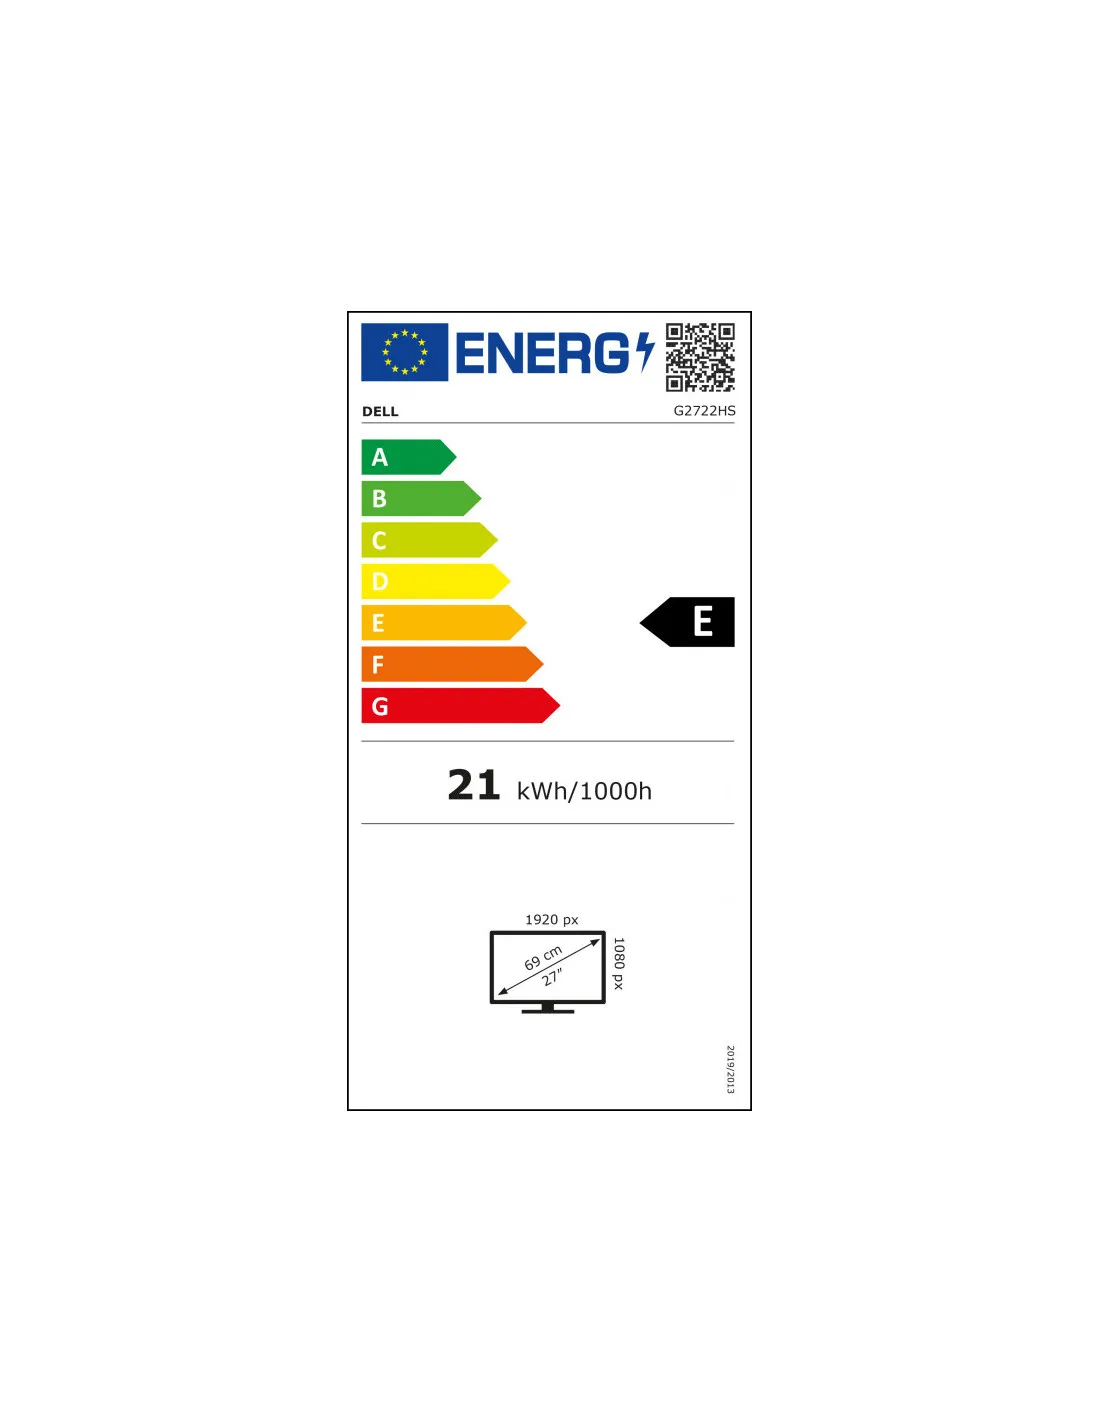 ENERG
DELL
G2722HS
A
B
C
D
E
E
F
G
21 kWh/1000h
1920 px
69 cm
27"
1080 px
2019/2013